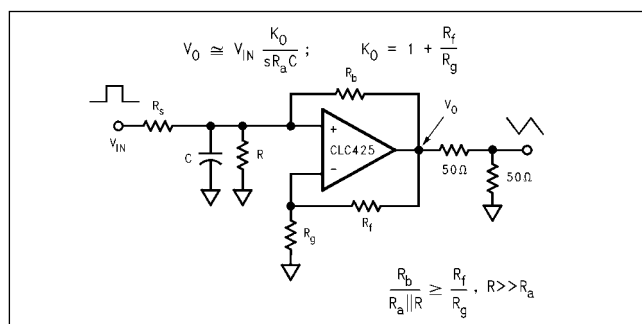 V_O ≅ V_IN K_O / sR_aC ; K_O = 1 + R_f / R_g
R_b
V_O
R_s
+
CLC425
V_IN
C
R
−
50Ω
50Ω
R_f
R_g
R_b / R_a||R ≥ R_f / R_g , R>>R_a